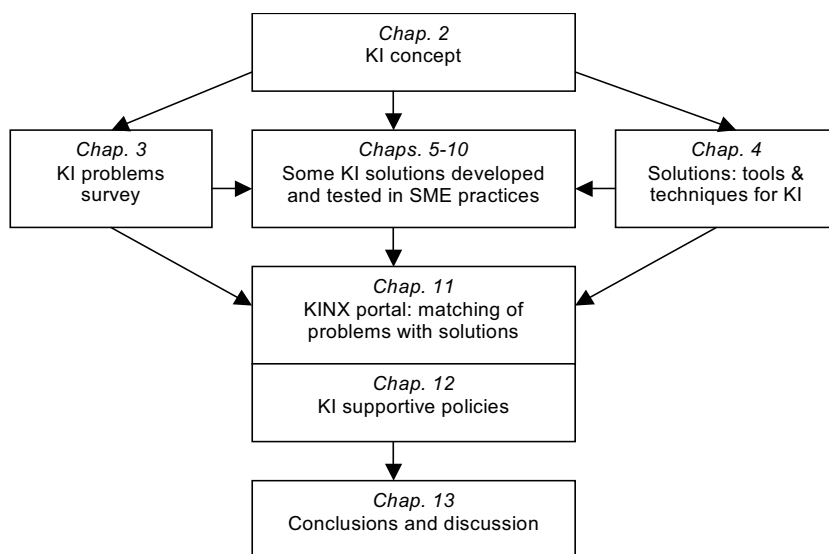 Chap. 2
KI concept
Chap. 3
KI problems
survey
Chaps. 5-10
Some KI solutions developed
and tested in SME practices
Chap. 4
Solutions: tools &
techniques for KI
Chap. 11
KINX portal: matching of
problems with solutions
Chap. 12
KI supportive policies
Chap. 13
Conclusions and discussion